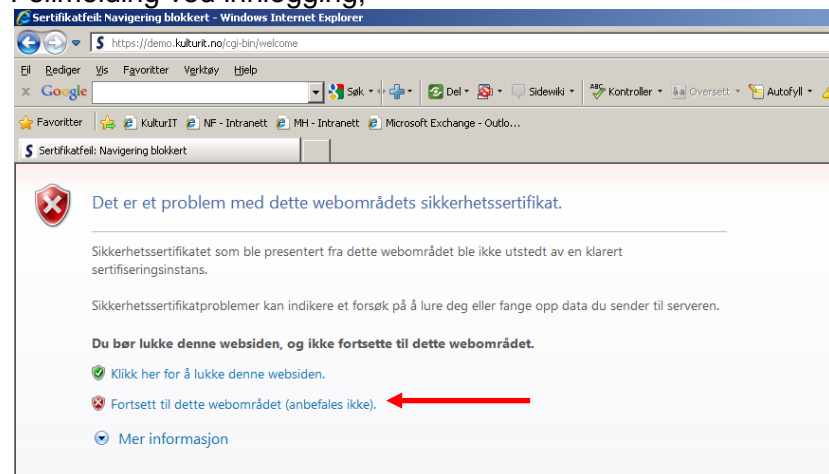 Feilmelding ved innlogging;
Sertifikatfeil: Navigering blokkert - Windows Internet Explorer
https://demo.kulturit.no/cgi-bin/welcome
Fil Rediger Vis Favoritter Verktøy Hjelp
x Google Søk Del Sidewiki Kontroller Oversett Autofyll
Favoritter KulturIT NF - Intranett MH - Intranett Microsoft Exchange - Outlo...
Sertifikatfeil: Navigering blokkert
Det er et problem med dette webområdets sikkerhetssertifikat.
Sikkerhetssertifikatet som ble presentert fra dette webområdet ble ikke utstedt av en klarert
sertifiseringsinstans.
Sikkerhetssertifikatproblemer kan indikere et forsøk på å lure deg eller fange opp data du sender til serveren.
Du bør lukke denne websiden, og ikke fortsette til dette webområdet.
Klikk her for å lukke denne websiden.
Fortsett til dette webområdet (anbefales ikke).
Mer informasjon